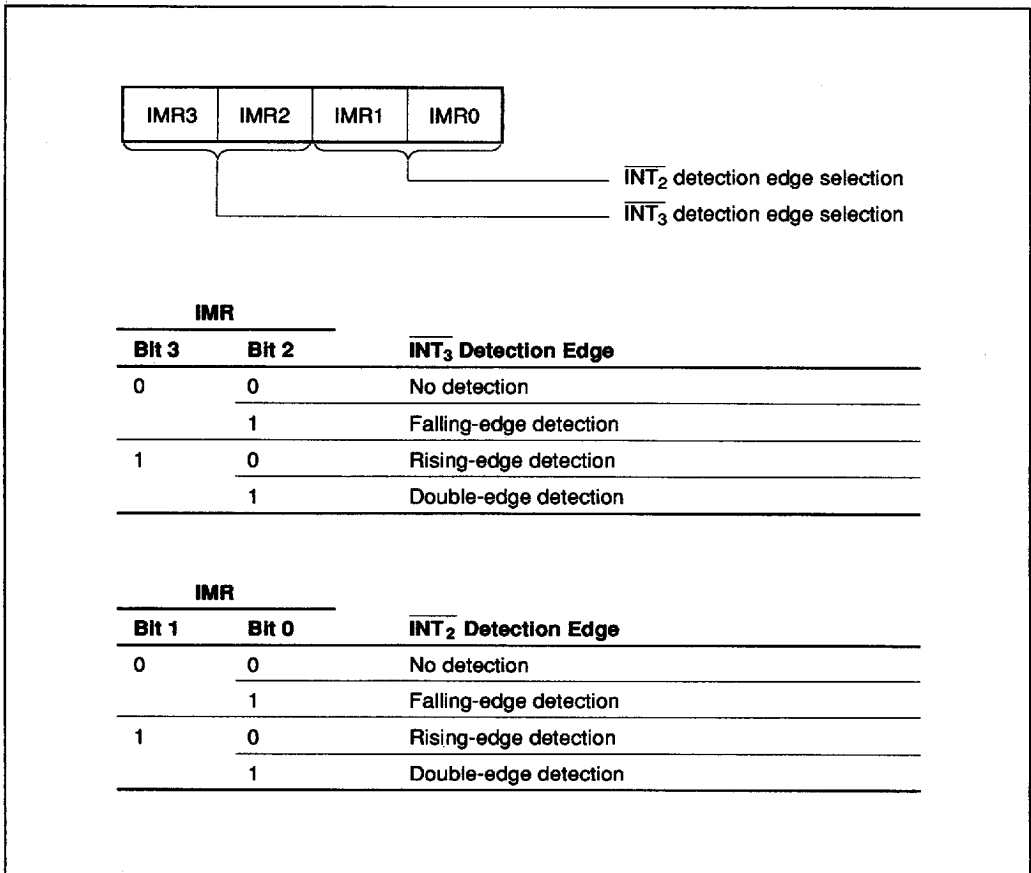 IMR3 IMR2 IMR1 IMR0
INT2 detection edge selection
INT3 detection edge selection
IMR
Bit 3 Bit 2 INT3 Detection Edge
0 0 No detection
1 Falling-edge detection
1 0 Rising-edge detection
1 Double-edge detection
IMR
Bit 1 Bit 0 INT2 Detection Edge
0 0 No detection
1 Falling-edge detection
1 0 Rising-edge detection
1 Double-edge detection